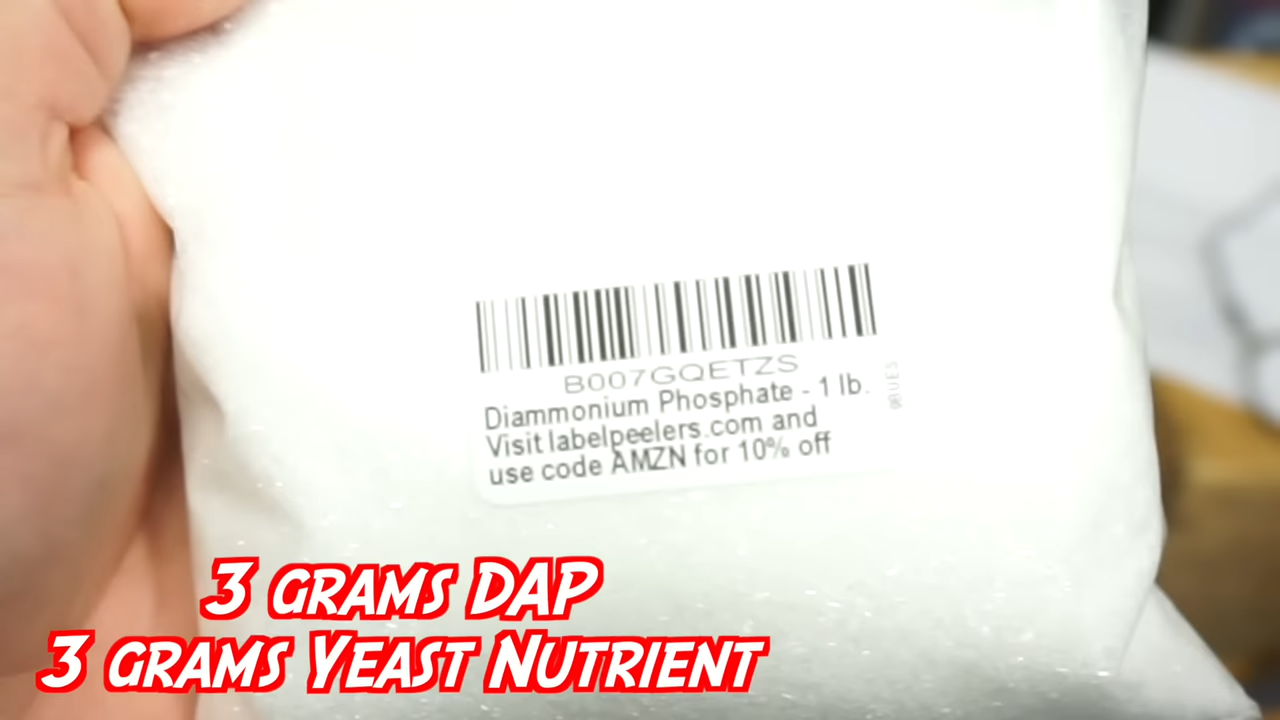 B007GQETZS
Diammonium Phosphate - 1 lb.
Visit labelpeelers.com and
use code AMZN for 10% off
3 GRAMS DAP
3 GRAMS YEAST NUTRIENT